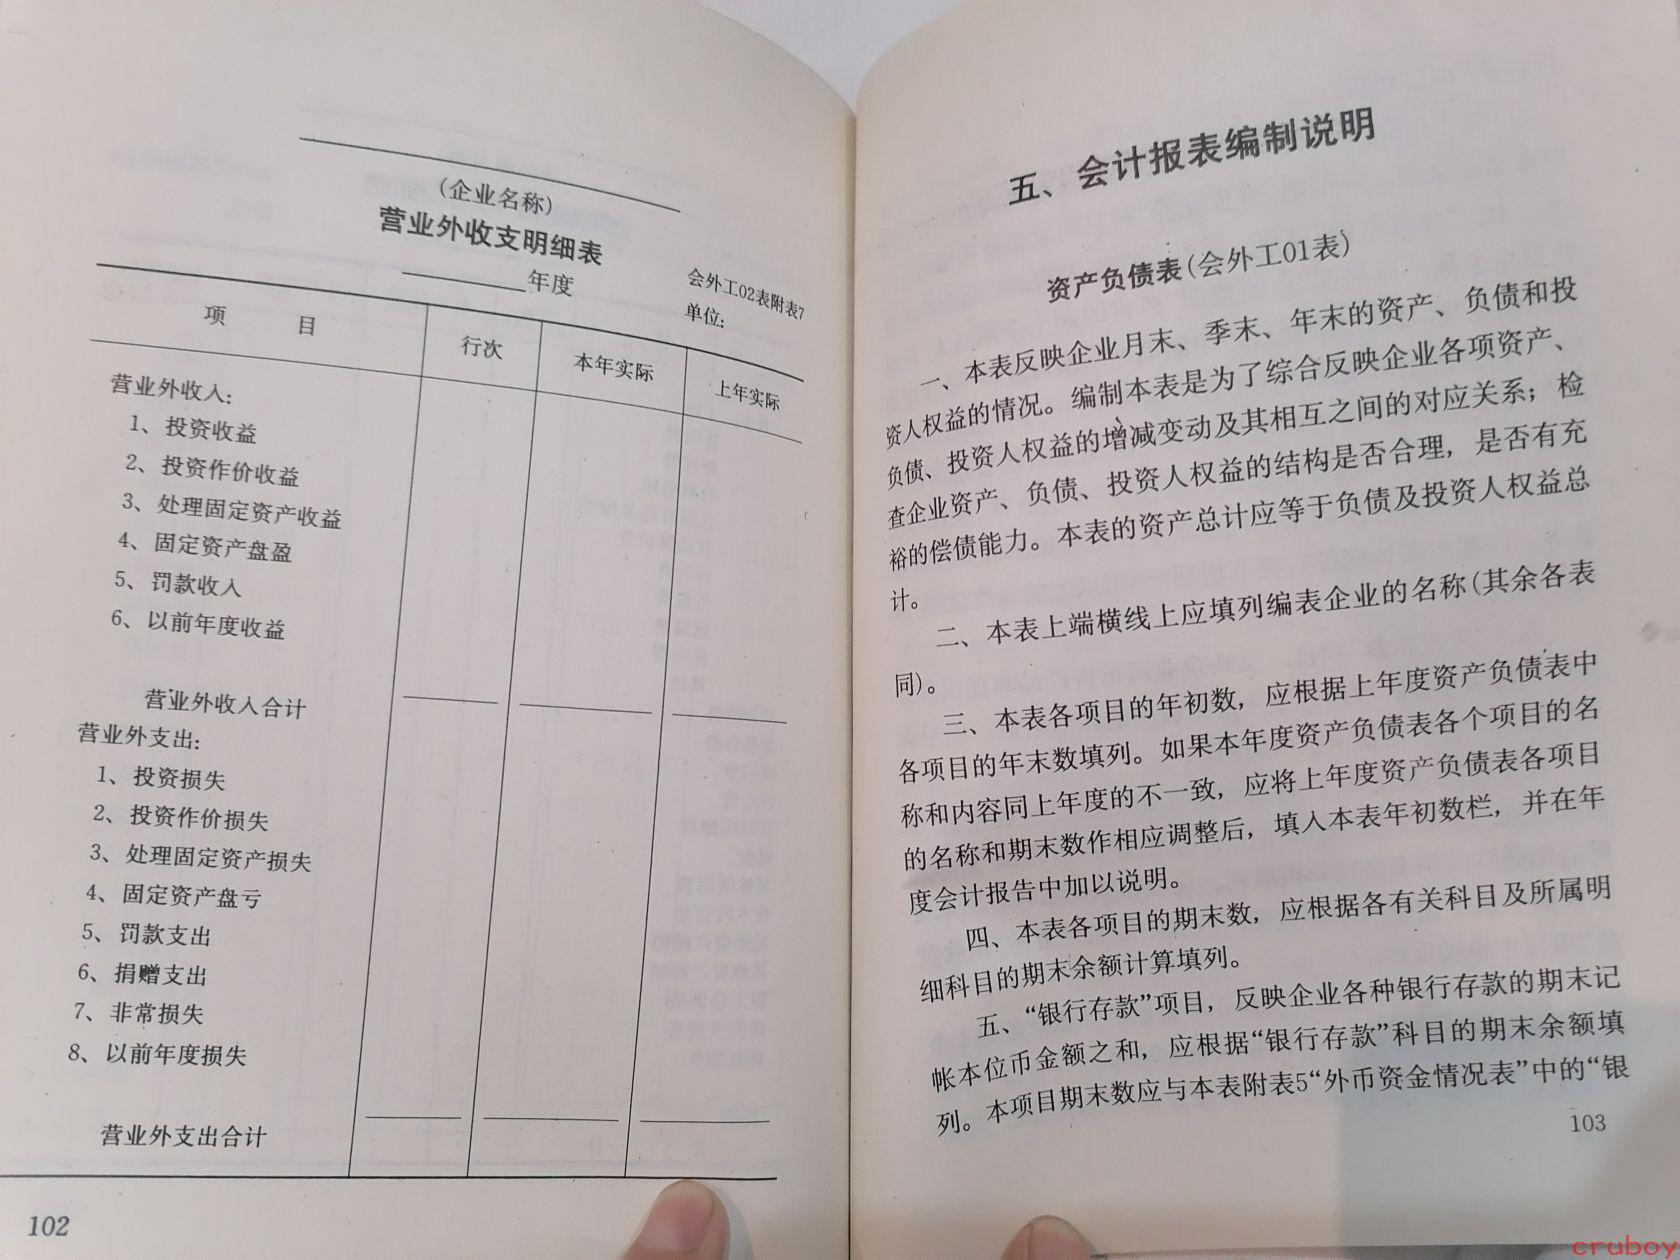 (企业名称)
营业外收支明细表
年度
会外工02表附表7
单位:
项 目 行次 本年实际 上年实际
营业外收入:
1、投资收益
2、投资作价收益
3、处理固定资产收益
4、固定资产盘盈
5、罚款收入
6、以前年度收益
营业外收入合计
营业外支出:
1、投资损失
2、投资作价损失
3、处理固定资产损失
4、固定资产盘亏
5、罚款支出
6、捐赠支出
7、非常损失
8、以前年度损失
营业外支出合计
102
五、会计报表编制说明
资产负债表(会外工01表)
一、本表反映企业月末、季末、年末的资产、负债和投
资人权益的情况。编制本表是为了综合反映企业各项资产、
负债、投资人权益的增减变动及其相互之间的对应关系；检
查企业资产、负债、投资人权益的结构是否合理，是否有充
裕的偿债能力。本表的资产总计应等于负债及投资人权益总
计。
二、本表上端横线上应填列编表企业的名称(其余各表
同)。
三、本表各项目的年初数，应根据上年度资产负债表中
各项目的年末数填列。如果本年度资产负债表各个项目的名
称和内容同上年度的不一致，应将上年度资产负债表各项目
的名称和期末数作相应调整后，填入本表年初数栏，并在年
度会计报告中加以说明。
四、本表各项目的期末数，应根据各有关科目及所属明
细科目的期末余额计算填列。
五、“银行存款”项目，反映企业各种银行存款的期末记
帐本位币金额之和，应根据“银行存款”科目的期末余额填
列。本项目期末数应与本表附表5“外币资金情况表”中的“银
103
cruboy